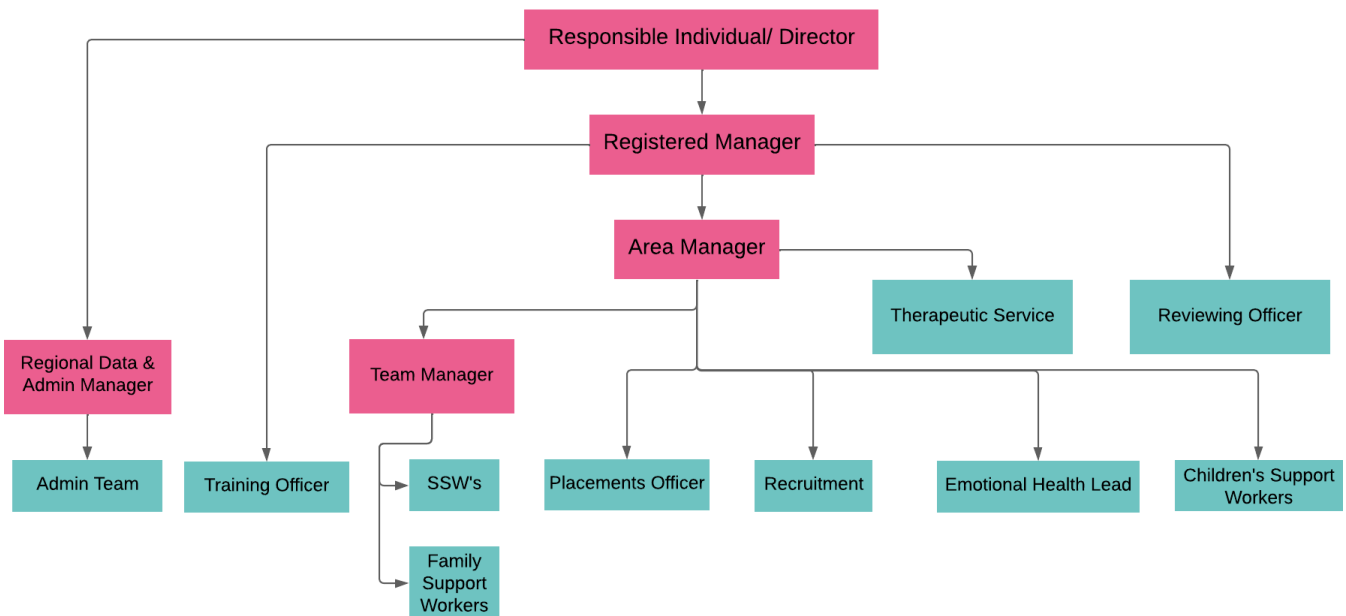 Responsible Individual/ Director
Registered Manager
Area Manager
Therapeutic Service
Reviewing Officer
Regional Data &
Admin Manager
Team Manager
Admin Team
Training Officer
SSW's
Placements Officer
Recruitment
Emotional Health Lead
Children's Support
Workers
Family
Support
Workers